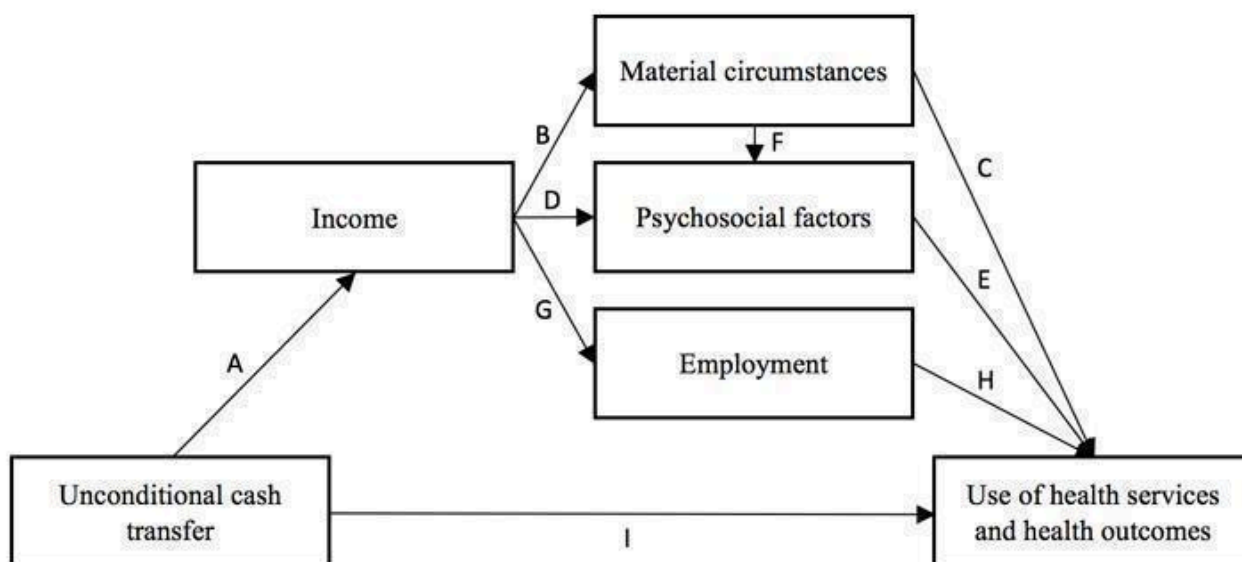 Material circumstances
B
F
C
Income
D
Psychosocial factors
E
G
A
Employment
H
Unconditional cash
transfer
I
Use of health services
and health outcomes